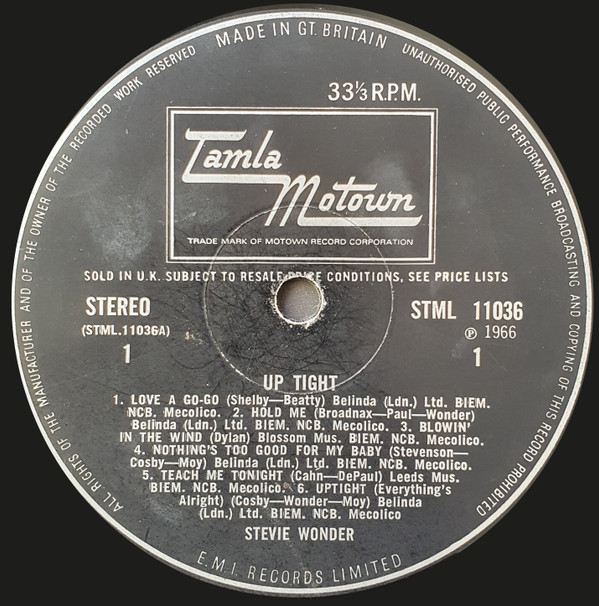 MADE IN GT. BRITAIN
UNAUTHORISED PUBLIC PERFORMANCE BROADCASTING AND COPYING OF THIS RECORD PROHIBITED
ALL RIGHTS OF THE MANUFACTURER AND OF THE OWNER OF THE RECORDED WORK RESERVED
33⅓ R.P.M.
Tamla
Motown
TRADE MARK OF MOTOWN RECORD CORPORATION
SOLD IN U.K. SUBJECT TO RESALE PRICE CONDITIONS, SEE PRICE LISTS
STEREO
(STML.11036A)
1
STML 11036
℗ 1966
1
UP TIGHT
1. LOVE A GO-GO (Shelby—Beatty) Belinda (Ldn.) Ltd. BIEM.
NCB. Mecolico. 2. HOLD ME (Broadnax—Paul—Wonder)
Belinda (Ldn.) Ltd. BIEM. NCB. Mecolico. 3. BLOWIN'
IN THE WIND (Dylan) Blossom Mus. BIEM. NCB. Mecolico.
4. NOTHING'S TOO GOOD FOR MY BABY (Stevenson—
Cosby—Moy) Belinda (Ldn.) Ltd. BIEM. NCB. Mecolico.
5. TEACH ME TONIGHT (Cahn—DePaul) Leeds Mus.
BIEM. NCB. Mecolico. 6. UPTIGHT (Everything's
Alright) (Cosby—Wonder—Moy) Belinda
(Ldn.) Ltd. BIEM. NCB. Mecolico
STEVIE WONDER
E.M.I. RECORDS LIMITED